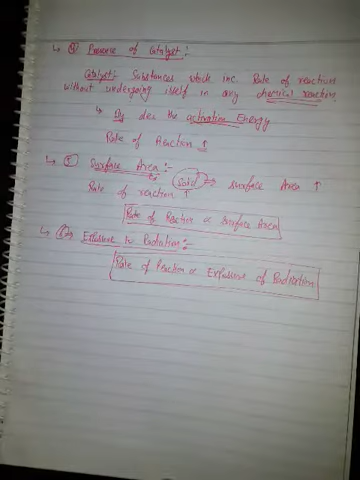 ↳ ④ Presence of Catalyst:-
Catalyst:- Substances which inc Rate of reaction
without undergoing itself in any chemical reaction
↳ By dec the activation Energy
Rate of Reaction ↑
↳ ⑤ Surface Area:-
Solid → Surface Area ↑
Rate of reaction ↑
Rate of Reaction ∝ Surface Area
↳ ⑥ Exposure to Radiation:-
Rate of Reaction ∝ Exposure of Radiation